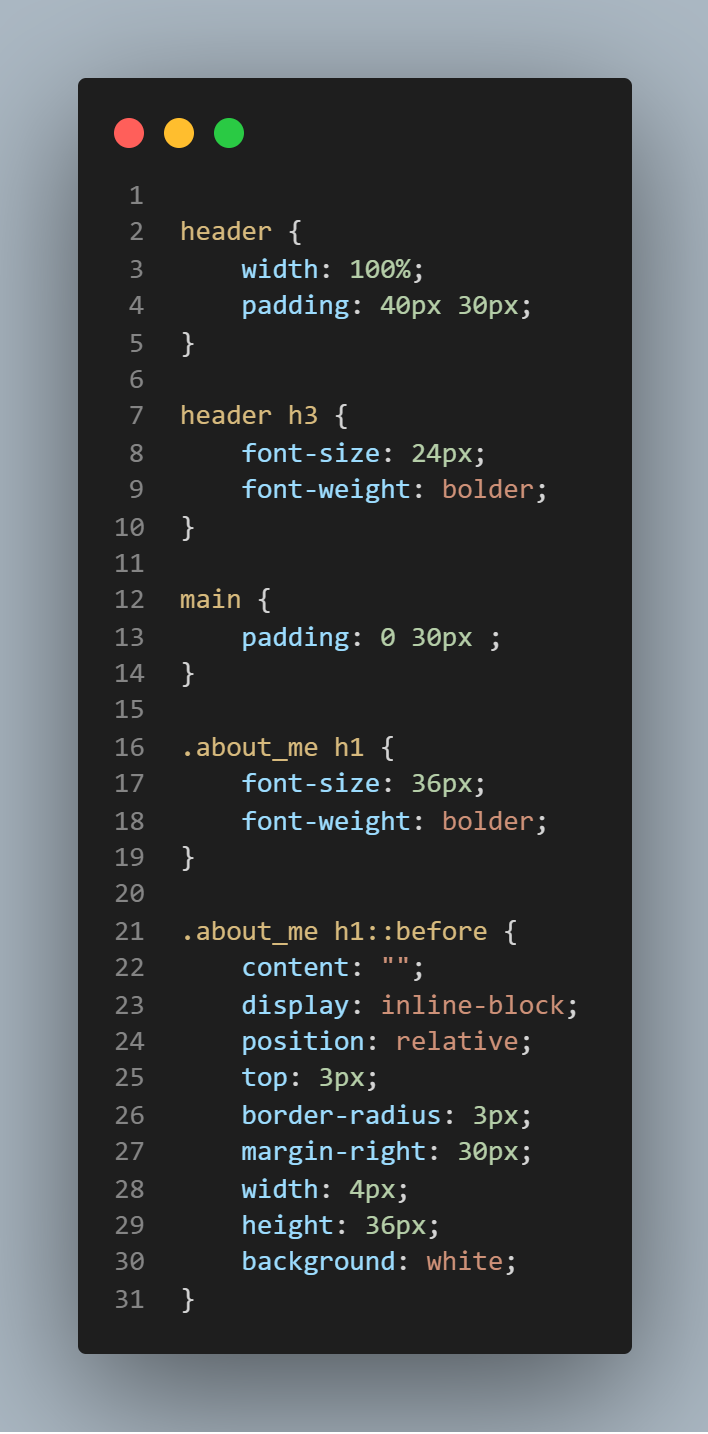 1
2 header {
3     width: 100%;
4     padding: 40px 30px;
5 }
6
7 header h3 {
8     font-size: 24px;
9     font-weight: bolder;
10 }
11
12 main {
13     padding: 0 30px ;
14 }
15
16 .about_me h1 {
17     font-size: 36px;
18     font-weight: bolder;
19 }
20
21 .about_me h1::before {
22     content: "";
23     display: inline-block;
24     position: relative;
25     top: 3px;
26     border-radius: 3px;
27     margin-right: 30px;
28     width: 4px;
29     height: 36px;
30     background: white;
31 }